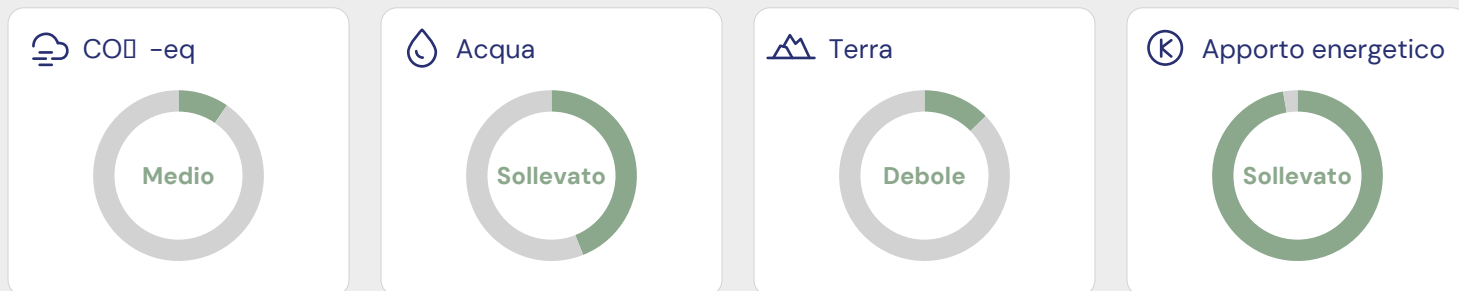 CO▯ -eq
Medio
Acqua
Sollevato
Terra
Debole
Apporto energetico
Sollevato